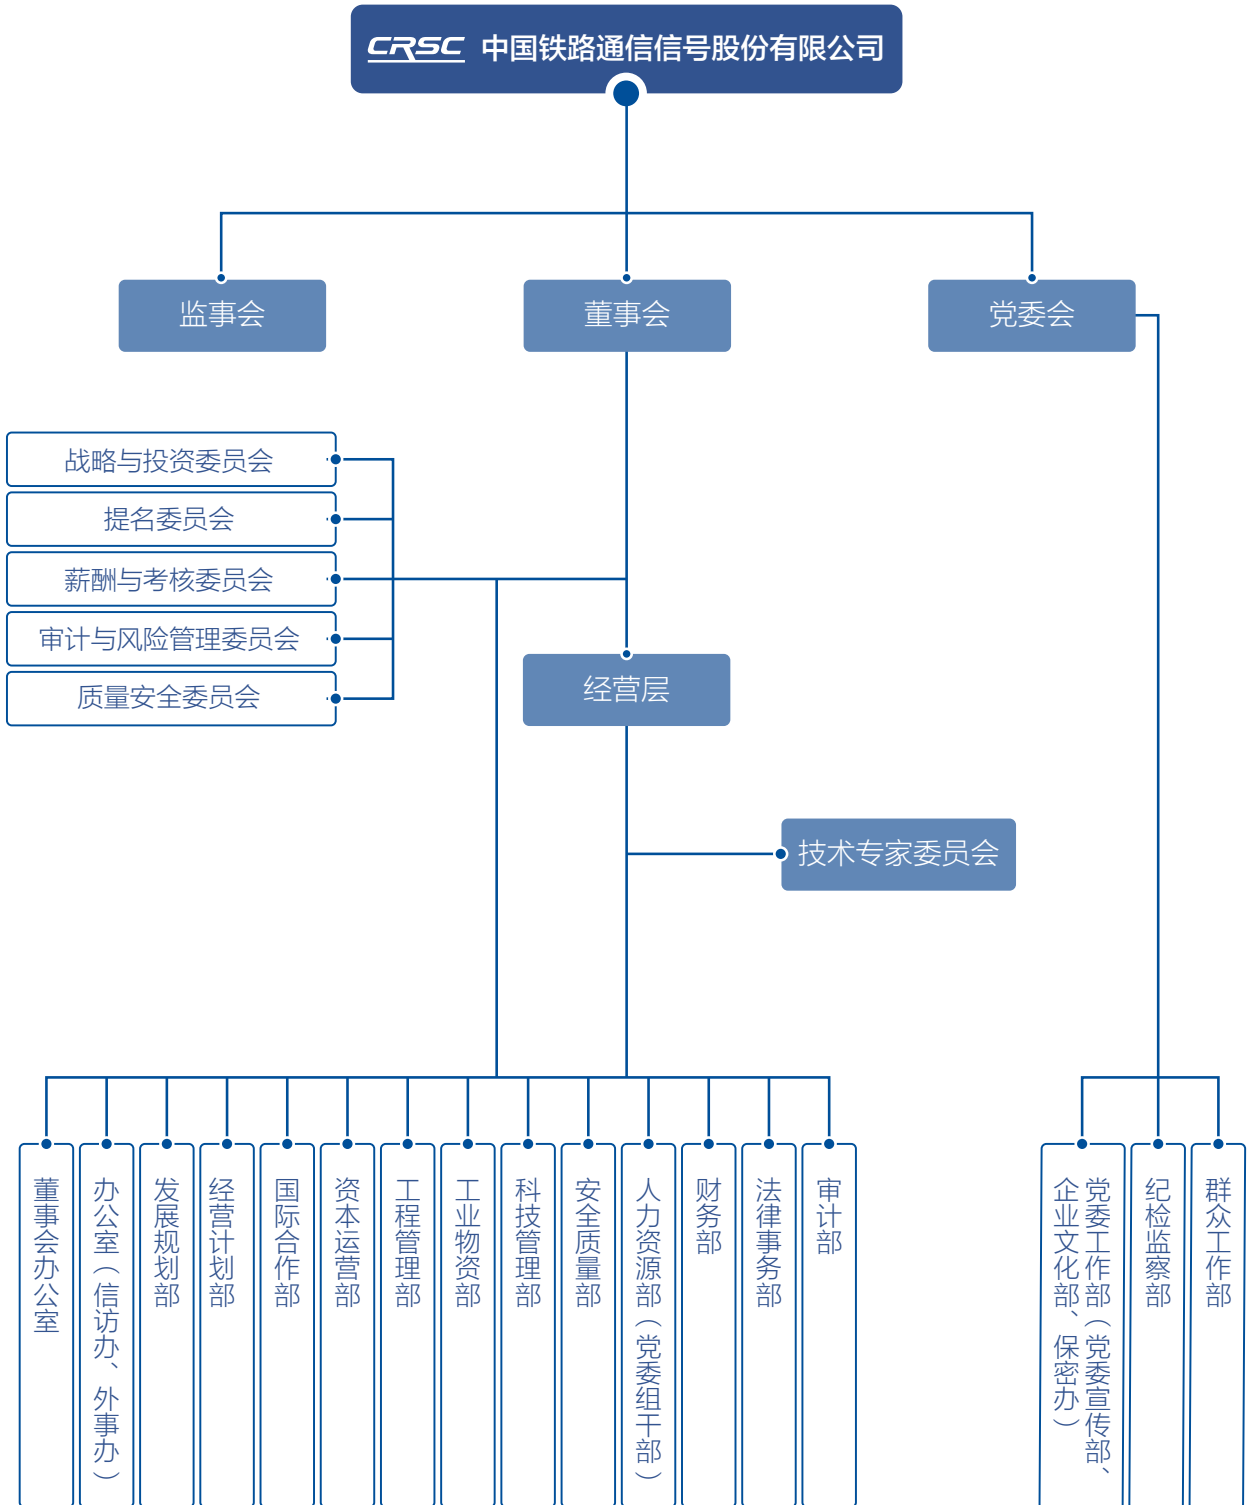 CRSC 中国铁路通信信号股份有限公司
监事会
董事会
党委会
战略与投资委员会
提名委员会
薪酬与考核委员会
审计与风险管理委员会
质量安全委员会
经营层
技术专家委员会
董事会办公室
办公室（信访办、外事办）
发展规划部
经营计划部
国际合作部
资本运营部
工程管理部
工业物资部
科技管理部
安全质量部
人力资源部（党委组干部）
财务部
法律事务部
审计部
党委工作部（党委宣传部、
企业文化部、保密办）
纪检监察部
群众工作部